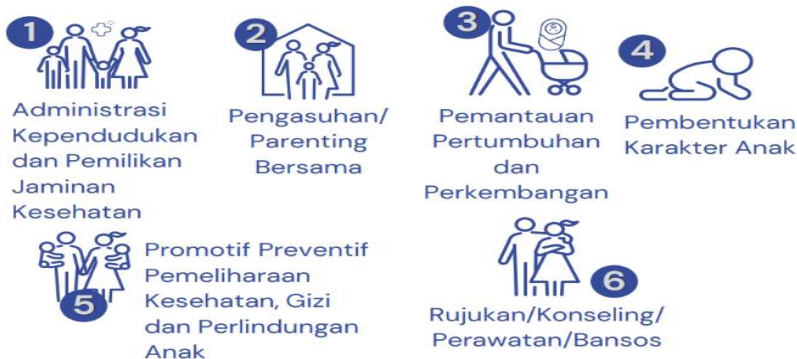 1
Administrasi
Kependudukan
dan Pemilikan
Jaminan
Kesehatan
2
Pengasuhan/
Parenting
Bersama
3
Pemantauan
Pertumbuhan
dan
Perkembangan
4
Pembentukan
Karakter Anak
5
Promotif Preventif
Pemeliharaan
Kesehatan, Gizi
dan Perlindungan
Anak
6
Rujukan/Konseling/
Perawatan/Bansos